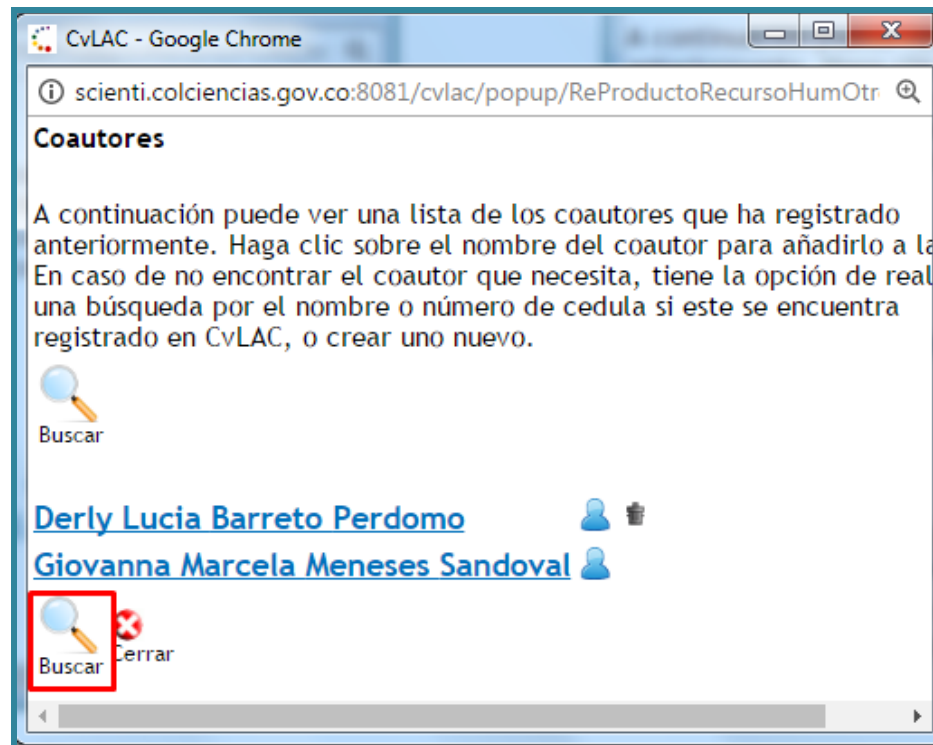 CvLAC - Google Chrome
scienti.colciencias.gov.co:8081/cvlac/popup/ReProductoRecursoHumOtr
Coautores
A continuación puede ver una lista de los coautores que ha registrado
anteriormente. Haga clic sobre el nombre del coautor para añadirlo a la
En caso de no encontrar el coautor que necesita, tiene la opción de real
una búsqueda por el nombre o número de cedula si este se encuentra
registrado en CvLAC, o crear uno nuevo.
Buscar
Derly Lucia Barreto Perdomo
Giovanna Marcela Meneses Sandoval
Buscar Cerrar